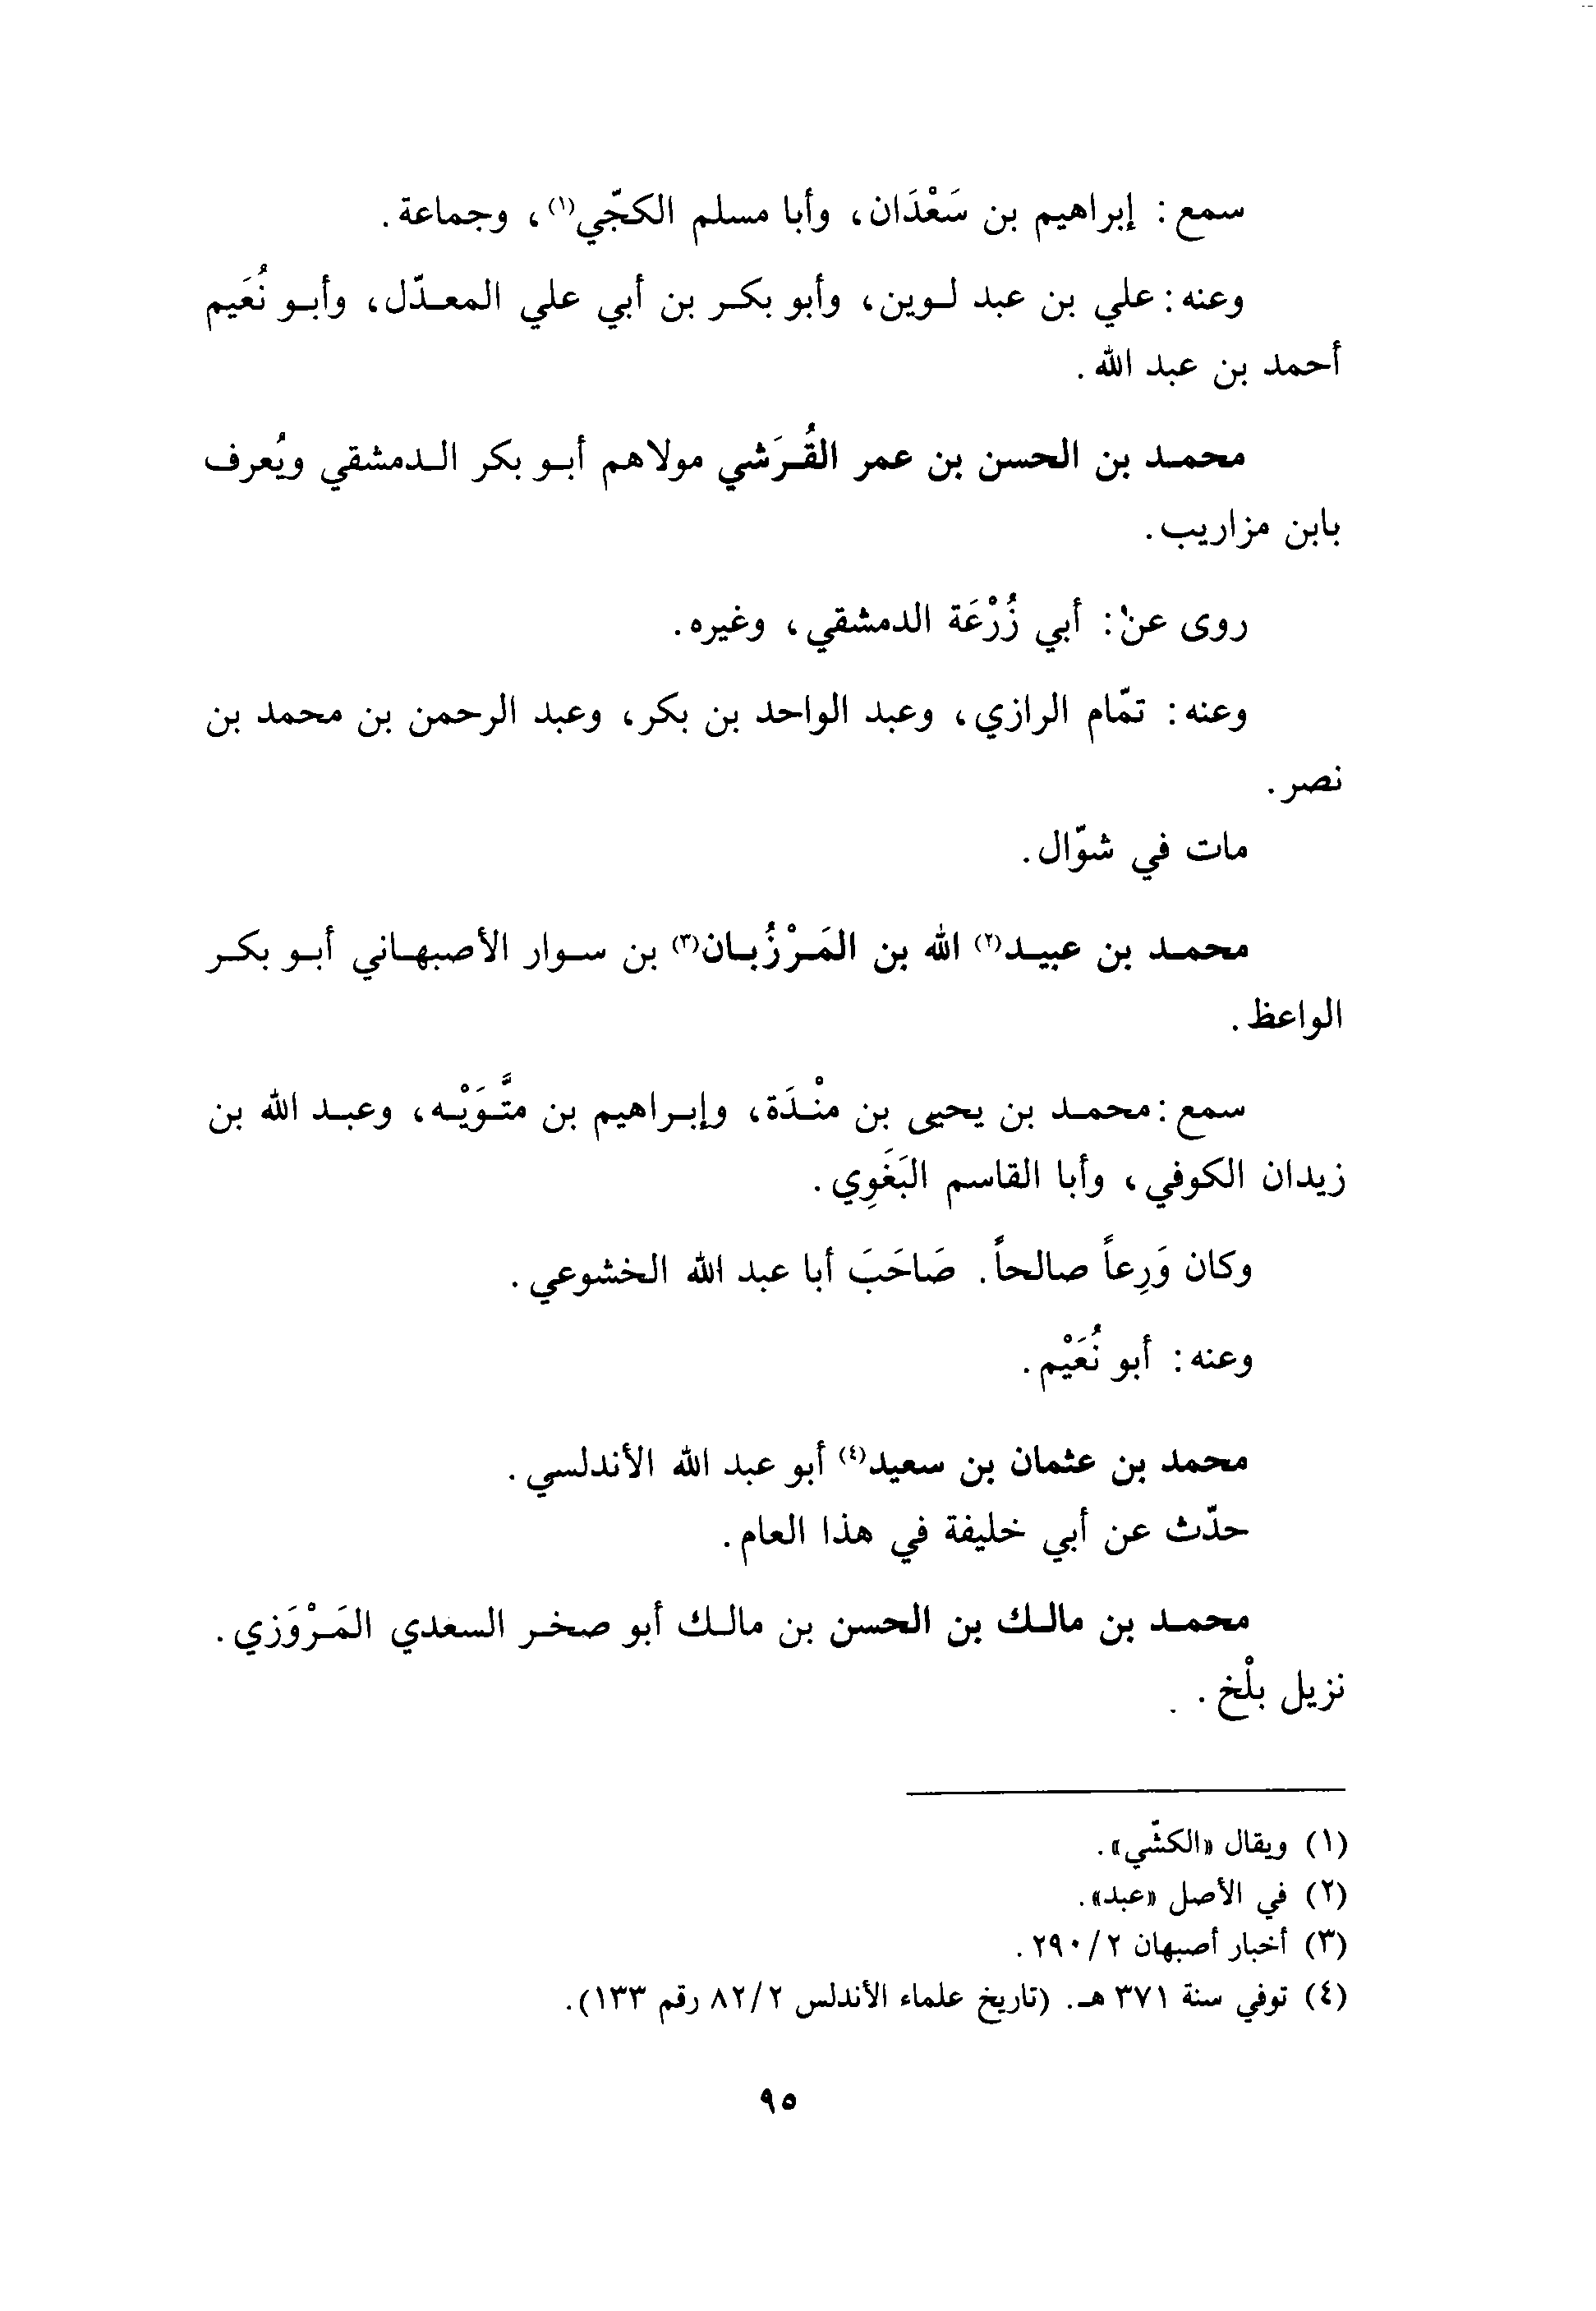 سمع: إبراهيم بن سَعْدَان، وأبا مسلم الكجّي(١)، وجماعة.
وعنه: علي بن عبد لوين، وأبو بكر بن أبي علي المعدّل، وأبو نُعَيم
أحمد بن عبد الله.
محمد بن الحسن بن عمر القُرَشي مولاهم أبو بكر الدمشقي ويُعرف
بابن مزاريب.
روى عن: أبي زُرْعَة الدمشقي، وغيره.
وعنه: تمّام الرازي، وعبد الواحد بن بكر، وعبد الرحمن بن محمد بن
نصر.
مات في شوّال.
محمد بن عبيد(٢) الله بن المَرْزُبان(٣) بن سوار الأصبهاني أبو بكر
الواعظ.
سمع: محمد بن يحيى بن منْدَة، وإبراهيم بن متَّوَيْه، وعبد الله بن
زيدان الكوفي، وأبا القاسم البَغَوِي.
وكان وَرِعاً صالحاً. صَاحَبَ أبا عبد الله الخشوعي.
وعنه: أبو نُعَيْم.
محمد بن عثمان بن سعيد(٤) أبو عبد الله الأندلسي.
حدّث عن أبي خليفة في هذا العام.
محمد بن مالك بن الحسن بن مالك أبو صخر السعدي المَرْوَزي.
نزيل بلْخ.
(١) ويقال «الكشّي».
(٢) في الأصل «عبد».
(٣) أخبار أصبهان ٢/٢٩٠.
(٤) توفي سنة ٣٧١ هـ. (تاريخ علماء الأندلس ٨٢/٢ رقم ١٣٣).
٩٥